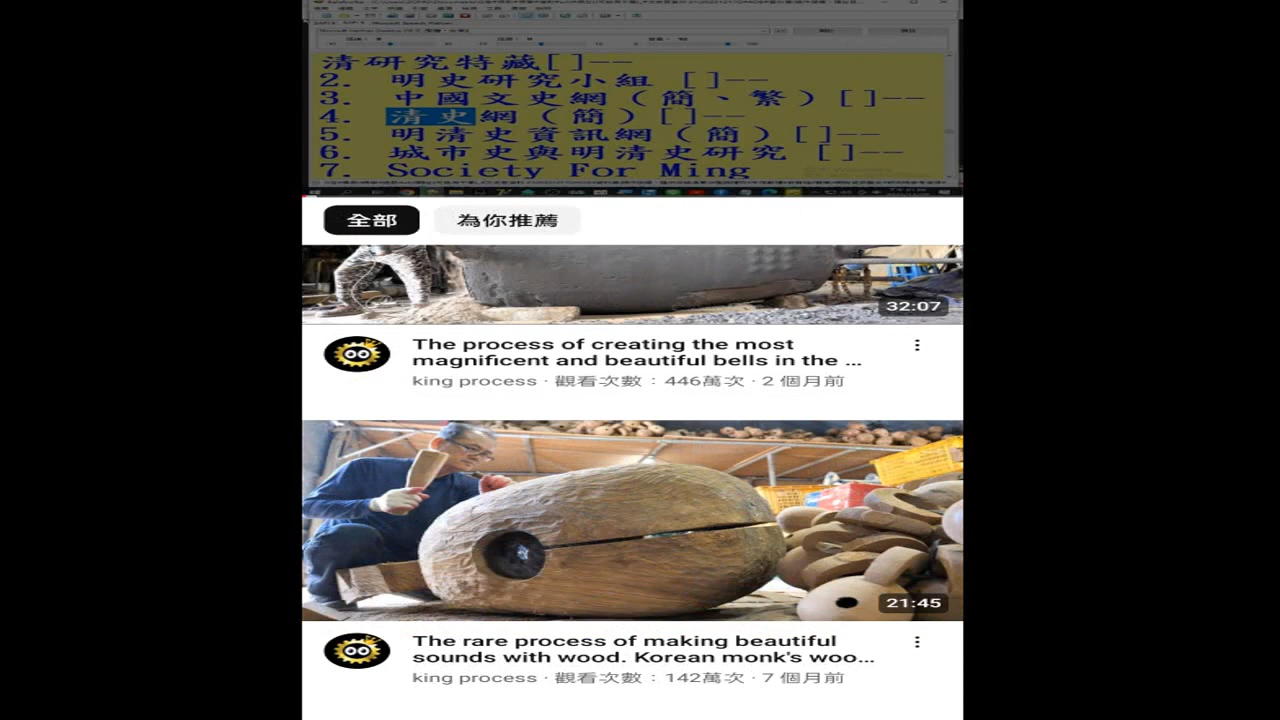 清研究特藏[ ]--
2. 明史研究小組 [ ]--
3. 中國文史網（簡、繁）[ ]--
4. 清史網（簡）[ ]--
5. 明清史資訊網（簡）[ ]--
6. 城市史與明清史研究 [ ]--
7. Society For Ming
全部 為你推薦
32:07
The process of creating the most
magnificent and beautiful bells in the ...
king process · 觀看次數：446萬次 · 2 個月前
21:45
The rare process of making beautiful
sounds with wood. Korean monk's woo...
king process · 觀看次數：142萬次 · 7 個月前